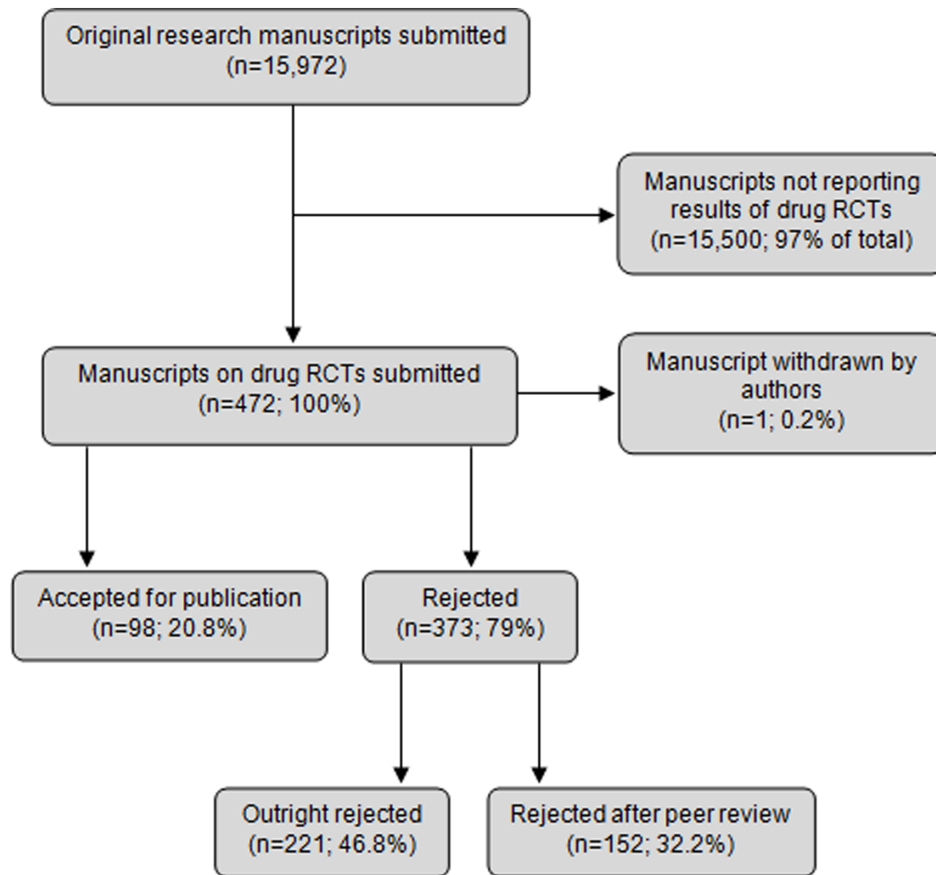 Original research manuscripts submitted
(n=15,972)
Manuscripts not reporting
results of drug RCTs
(n=15,500; 97% of total)
Manuscripts on drug RCTs submitted
(n=472; 100%)
Manuscript withdrawn by
authors
(n=1; 0.2%)
Accepted for publication
(n=98; 20.8%)
Rejected
(n=373; 79%)
Outright rejected
(n=221; 46.8%)
Rejected after peer review
(n=152; 32.2%)